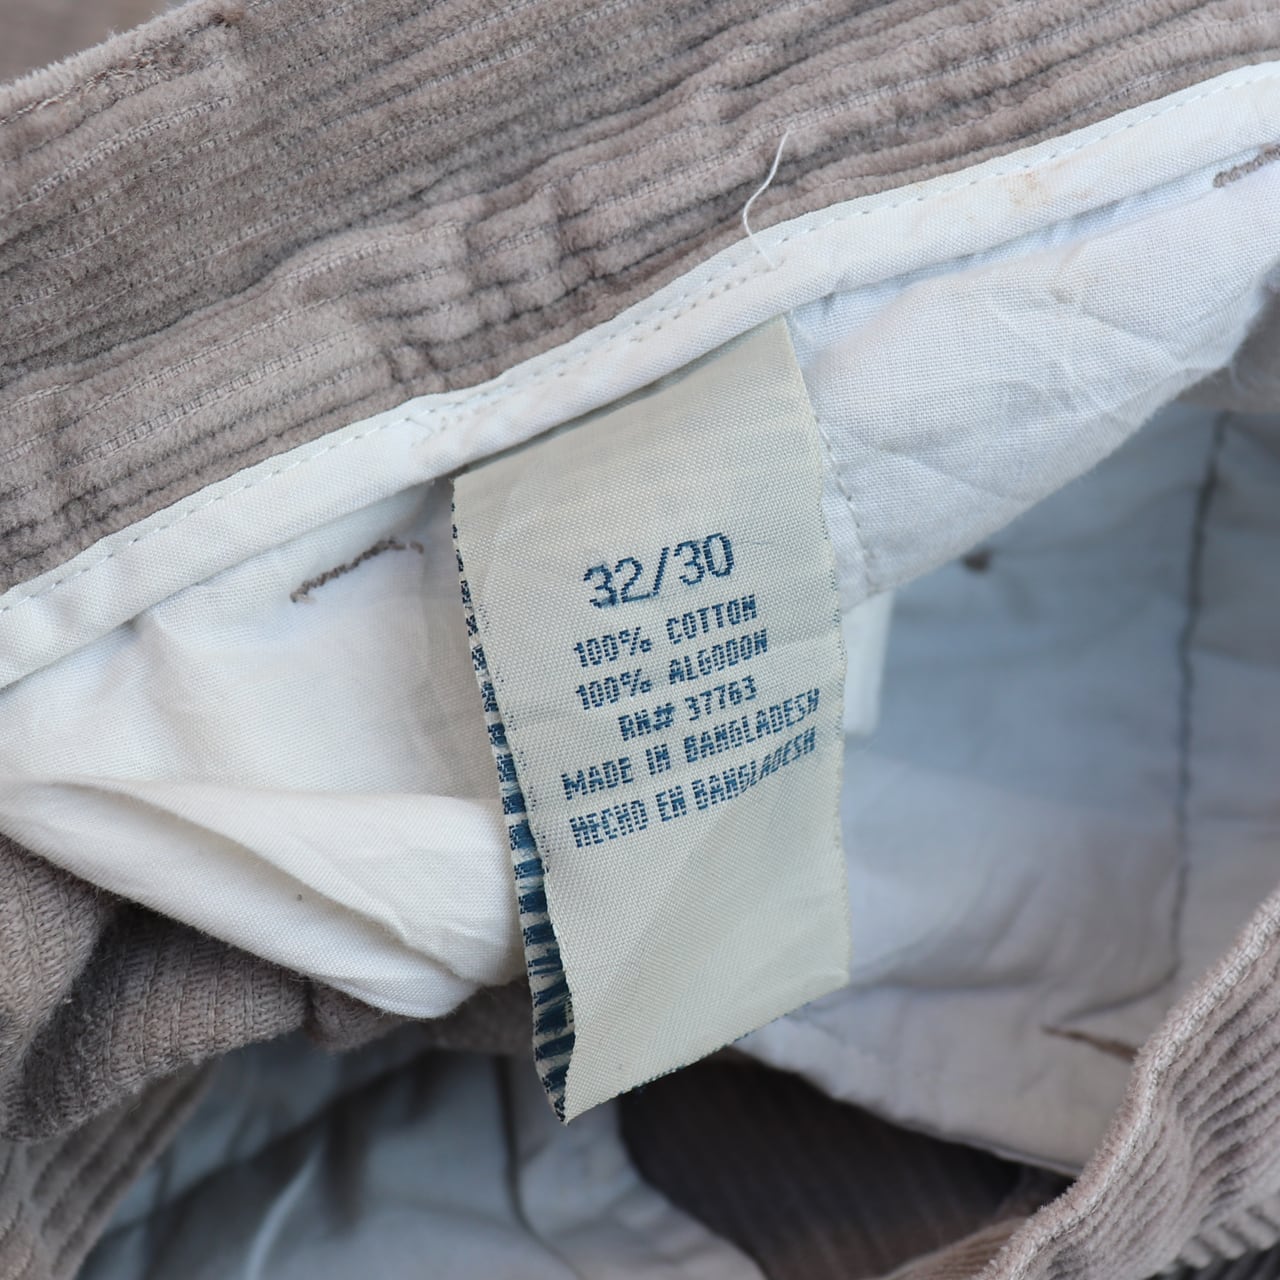 32/30
100% COTTON
100% ALGODON
RN# 37763
MADE IN BANGLADESH
HECHO EN BANGLADESH